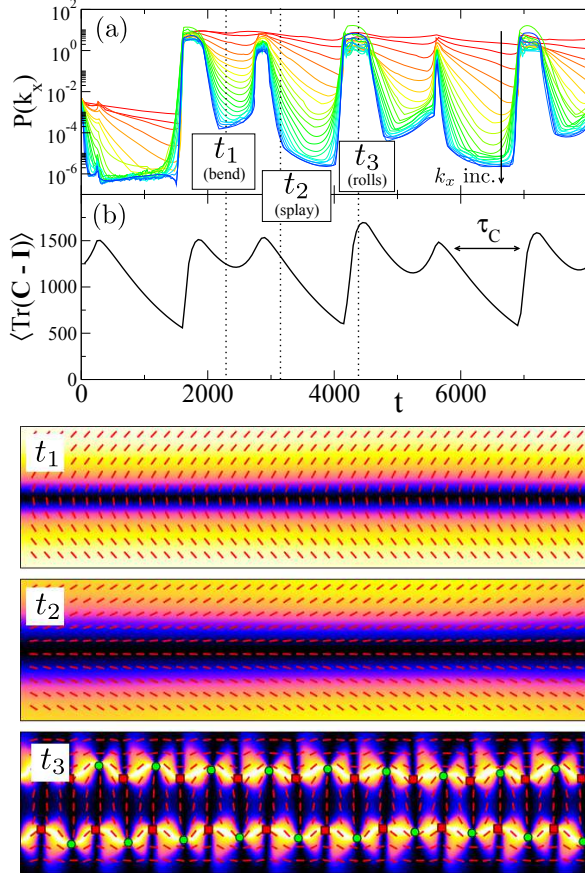 (a)
P(k_x)
10^2
10^0
10^-2
10^-4
10^-6
t_1
(bend)
t_2
(splay)
t_3
(rolls)
k_x inc.
(b)
⟨Tr(C - I)⟩
1500
1000
500
0
τ_C
0 2000 4000 6000
t
t_1
t_2
t_3